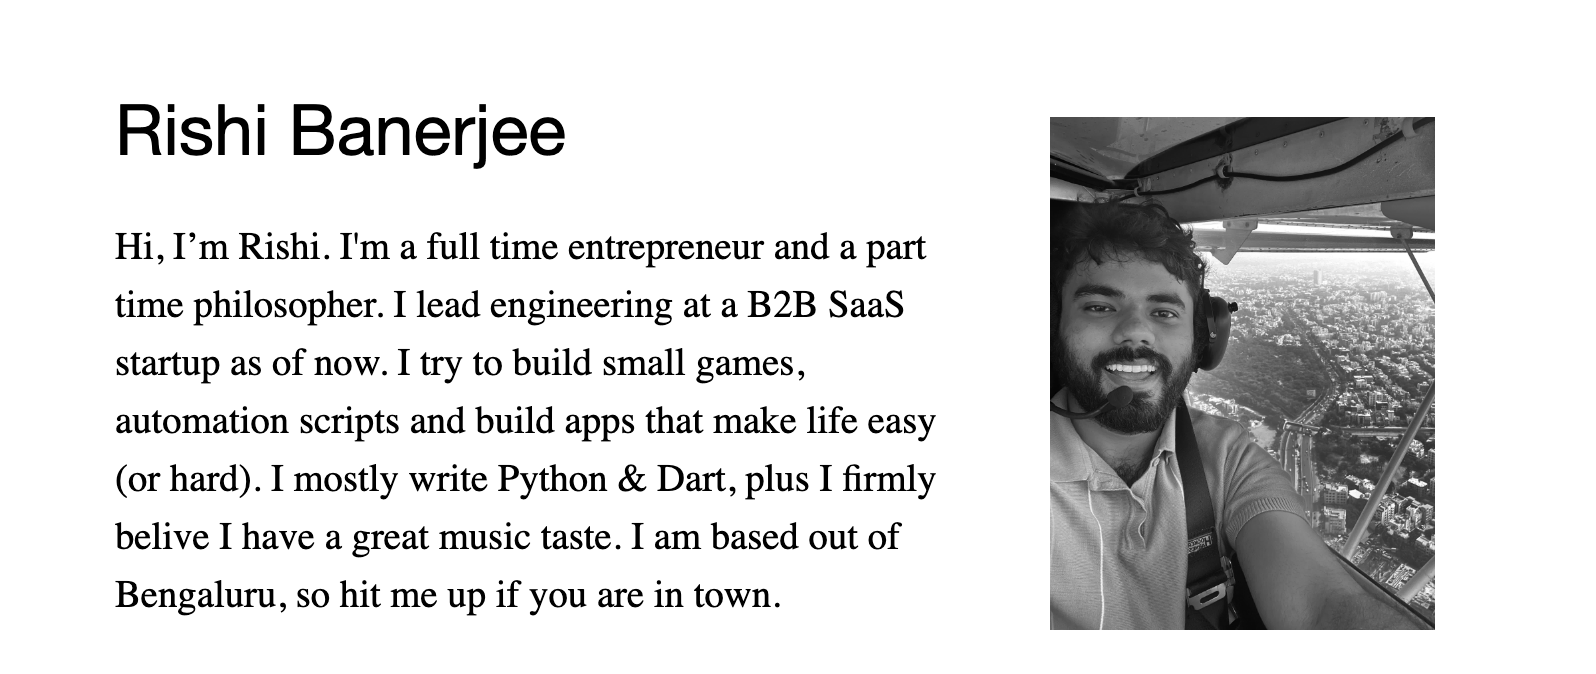 Rishi Banerjee
Hi, I’m Rishi. I'm a full time entrepreneur and a part
time philosopher. I lead engineering at a B2B SaaS
startup as of now. I try to build small games,
automation scripts and build apps that make life easy
(or hard). I mostly write Python & Dart, plus I firmly
belive I have a great music taste. I am based out of
Bengaluru, so hit me up if you are in town.